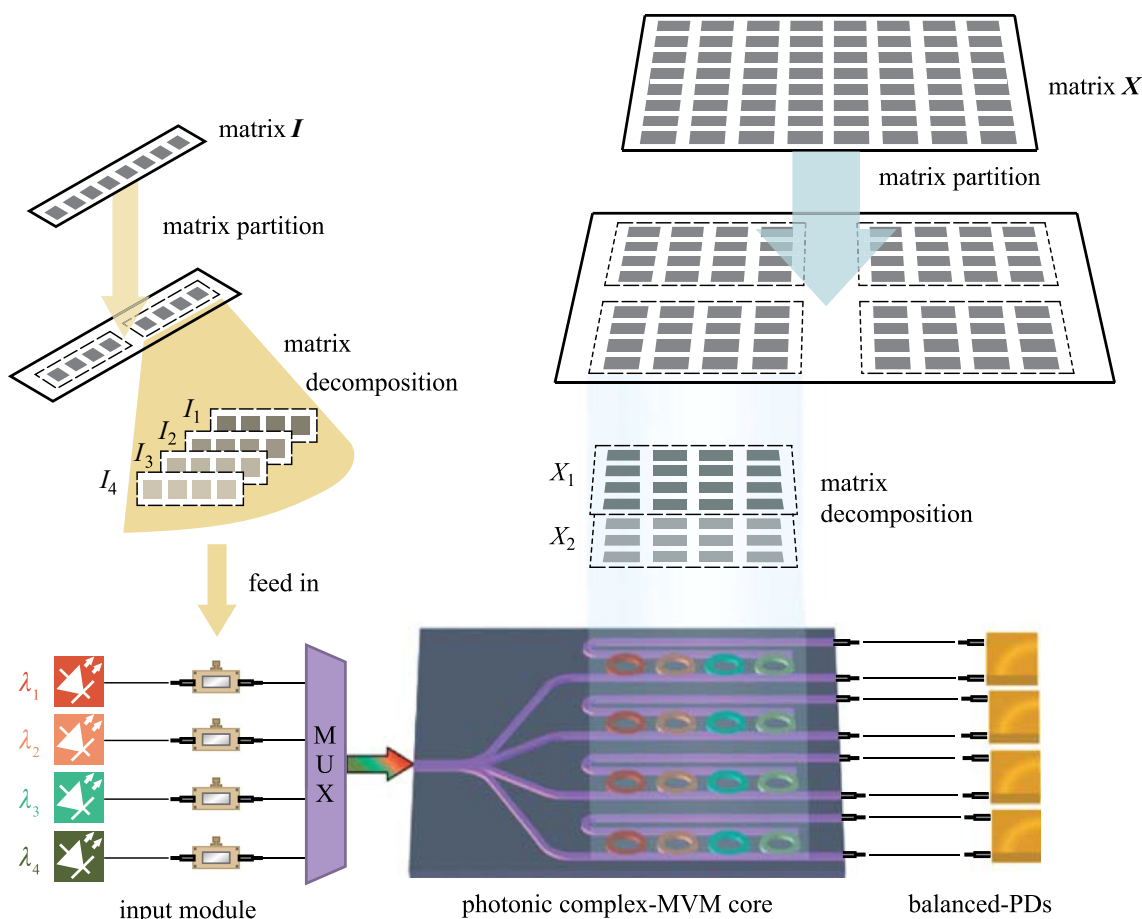 matrix X
matrix I
matrix partition
matrix partition
matrix
decomposition
I1
I2
I3
I4
X1
X2
matrix
decomposition
feed in
λ1
λ2
λ3
λ4
MUX
input module
photonic complex-MVM core
balanced-PDs